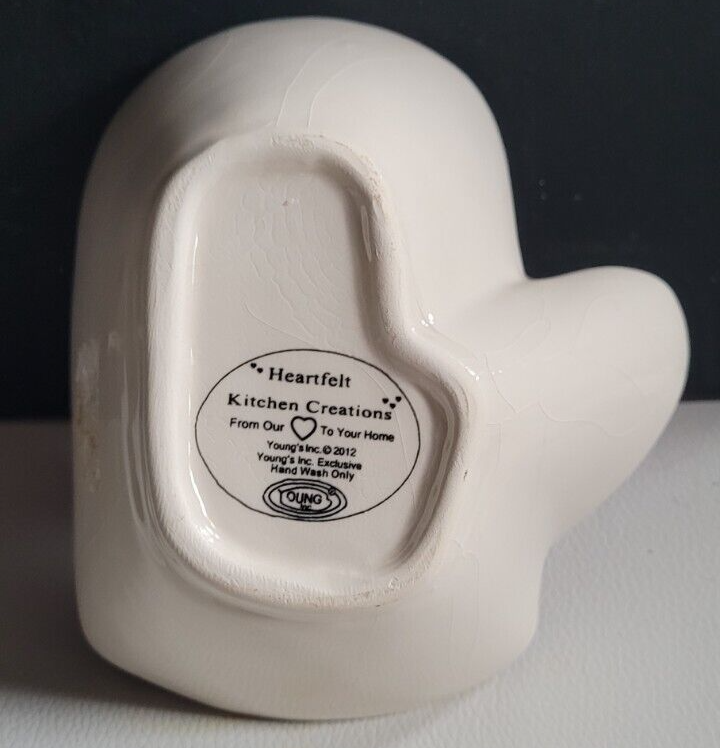 Heartfelt
Kitchen Creations
From Our To Your Home
Young's Inc. © 2012
Young's Inc. Exclusive
Hand Wash Only
YOUNG'S
Inc.